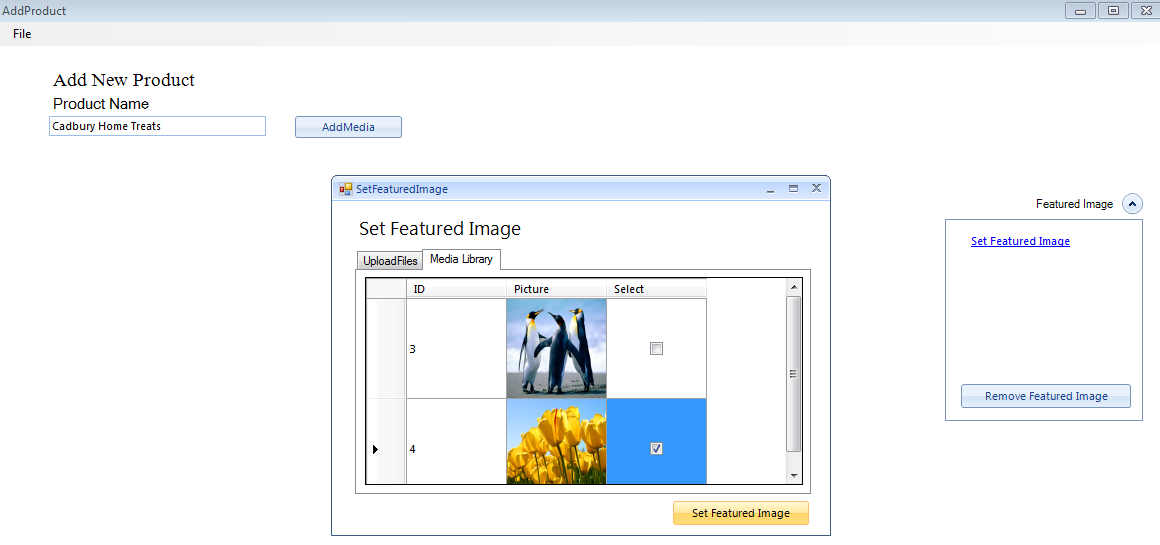 AddProduct
File
Add New Product
Product Name
Cadbury Home Treats
AddMedia
SetFeaturedImage
Set Featured Image
UploadFiles Media Library
ID Picture Select
3
4
Set Featured Image
Featured Image
Set Featured Image
Remove Featured Image